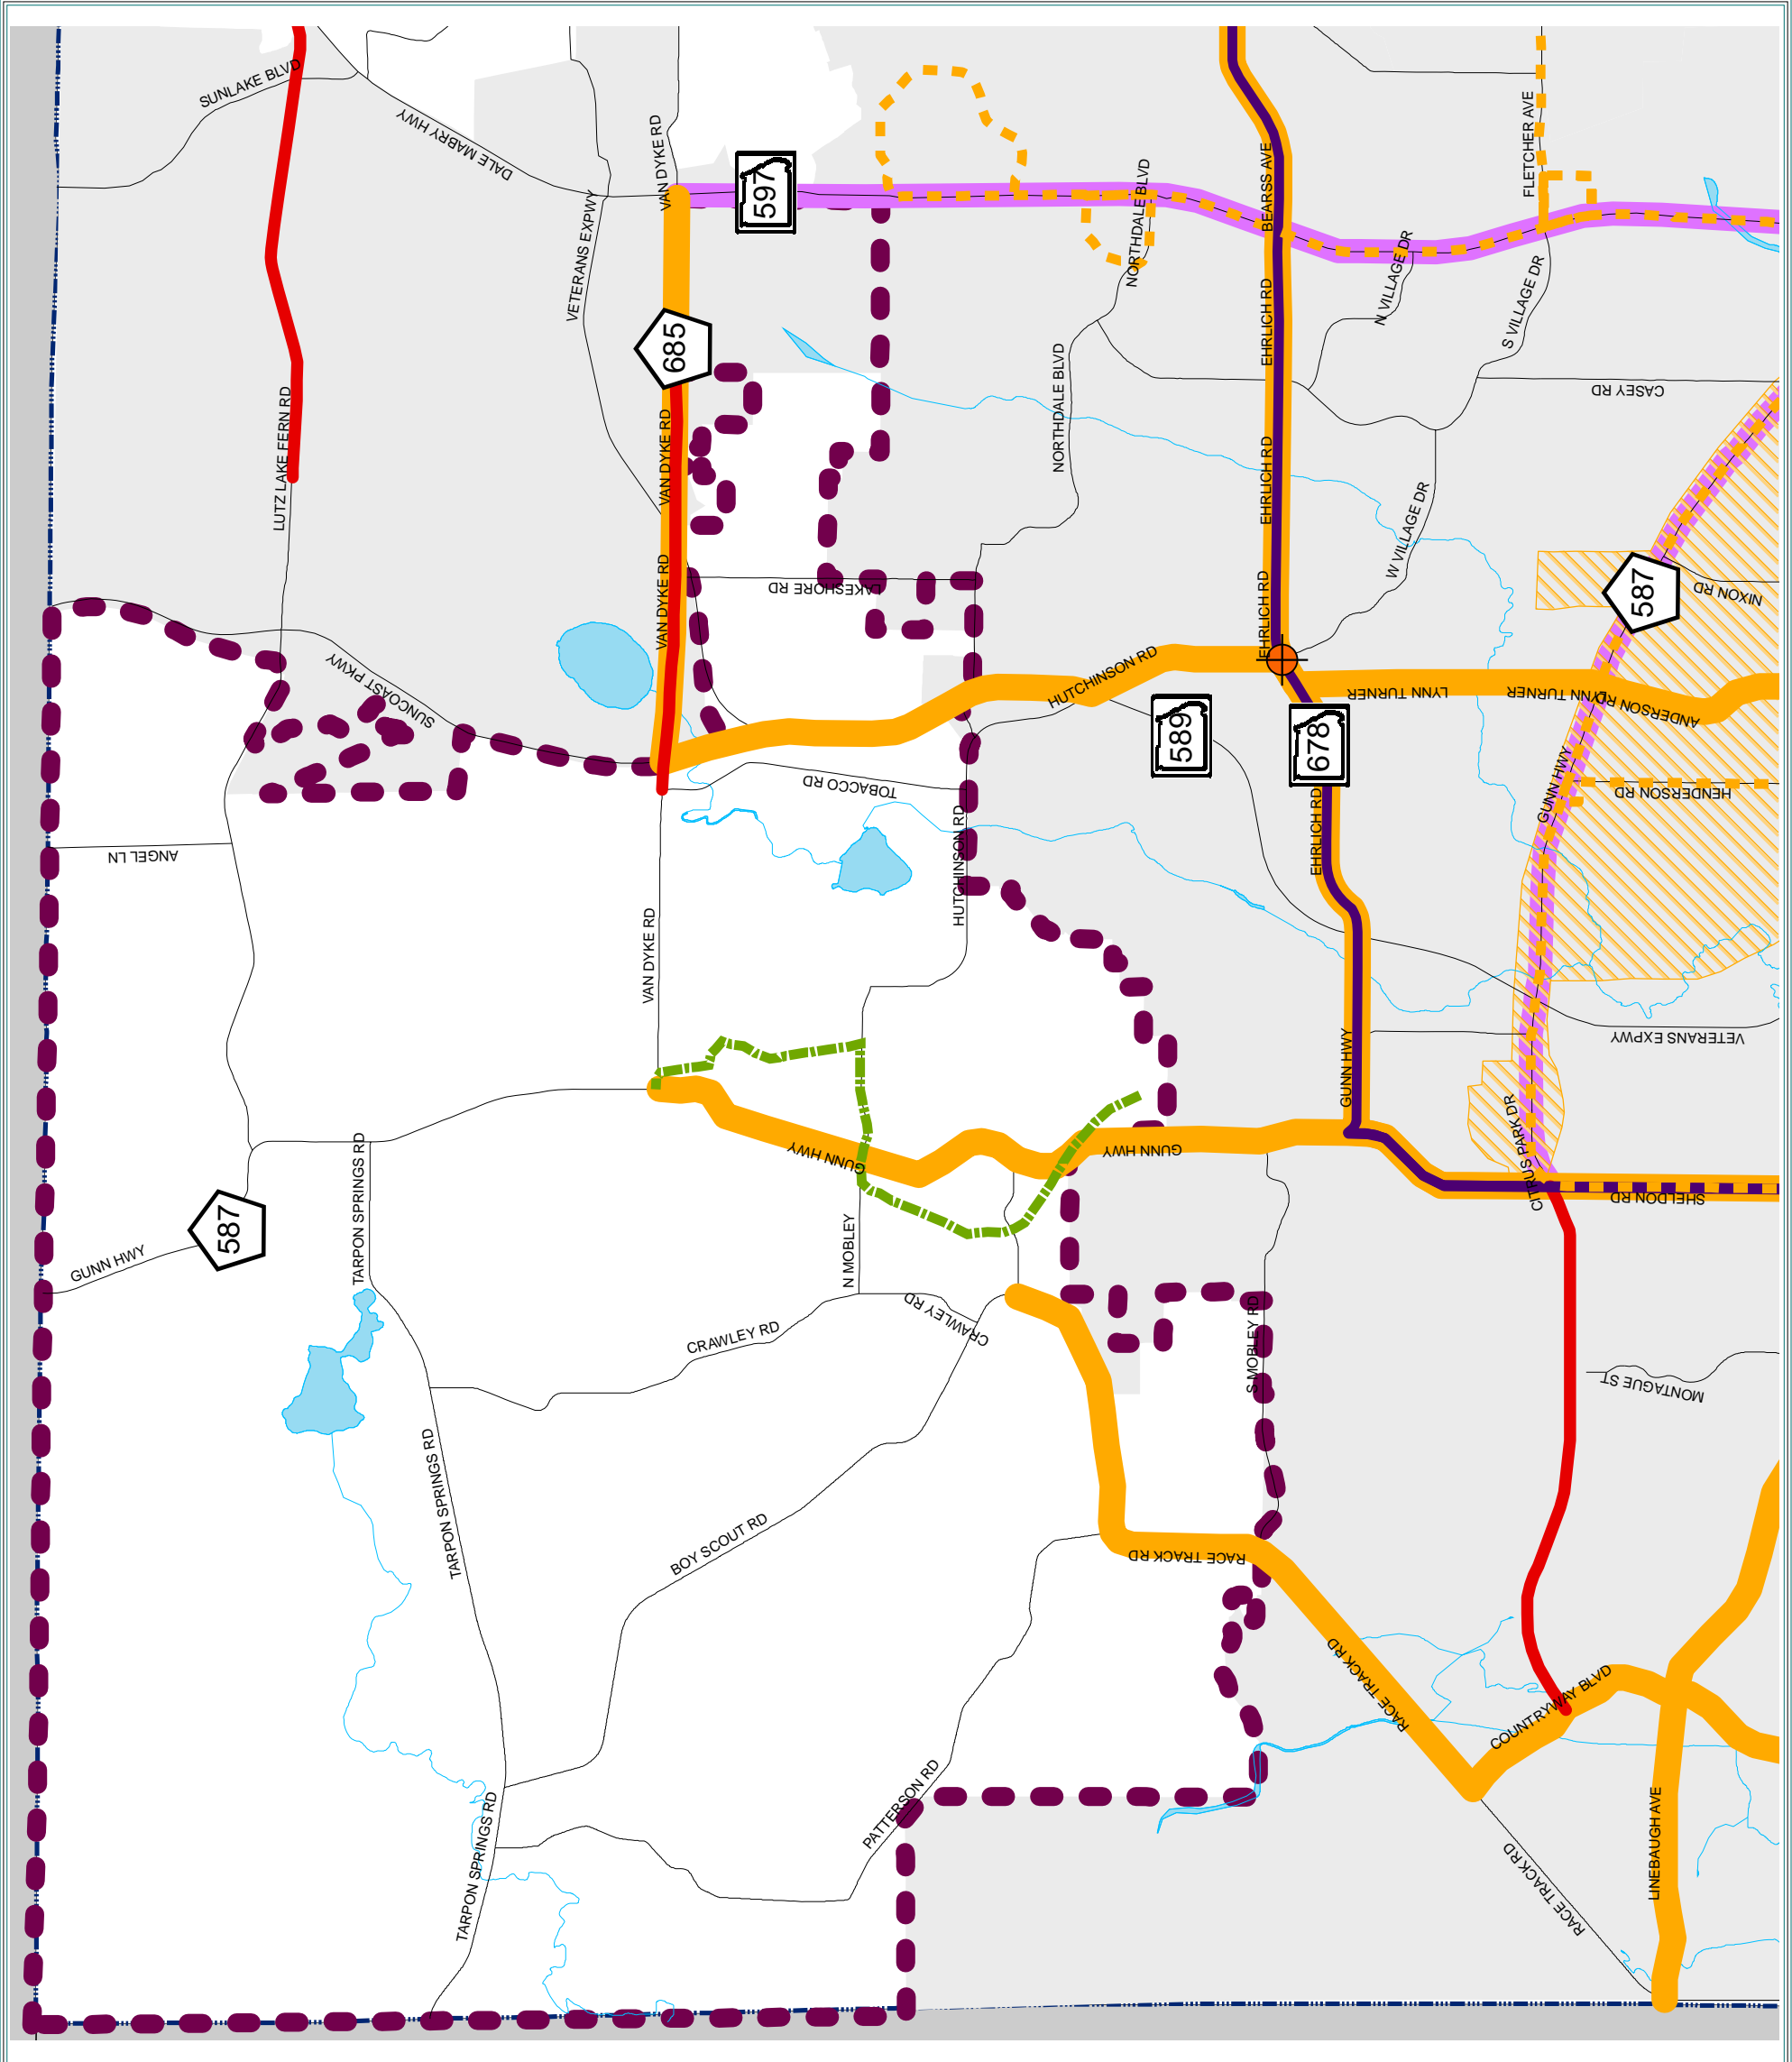 SUNLAKE BLVD
DALE MABRY HWY
VAN DYKE RD
VAN DYKE RD
597
VETERANS EXPWY
NORTHDALE BLVD
NORTHDALE BLVD
BEARSS AVE
FLETCHER AVE
N VILLAGE DR
S VILLAGE DR
EHRLICH RD
685
CASEY RD
LUTZ LAKE FERN RD
VAN DYKE RD
EHRLICH RD
W VILLAGE DR
VAN DYKE RD
LAKESHORE RD
EHRLICH RD
587
NIXON RD
SUNCOAST PKWY
HUTCHINSON RD
LYNN TURNER
LYNN TURNER
ANDERSON RD
589
678
TOBACCO RD
HUTCHINSON RD
EHRLICH RD
GUNN HWY
HENDERSON RD
ANGEL LN
VETERANS EXPWY
GUNN HWY
GUNN HWY
GUNN HWY
CITRUS PARK DR
SHELDON RD
TARPON SPRINGS RD
587
GUNN HWY
N MOBLEY
CRAWLEY RD
CRAWLEY RD
S MOBLEY RD
MONTAGUE ST
TARPON SPRINGS RD
BOY SCOUT RD
RACE TRACK RD
RACE TRACK RD
COUNTRYWAY BLVD
PATTERSON RD
TARPON SPRINGS RD
RACE TRACK RD
LINEBAUGH AVE